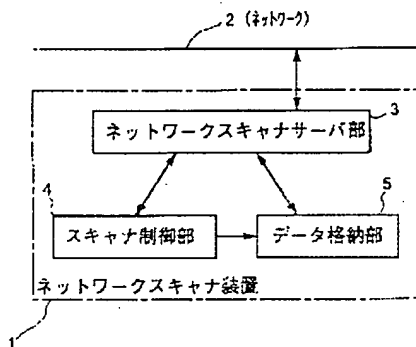 2 (ネットワーク)
3
ネットワークスキャナサーバ部
4
5
スキャナ制御部
データ格納部
ネットワークスキャナ装置
1